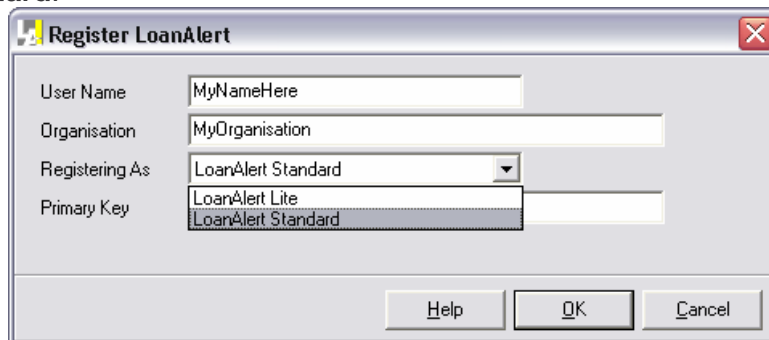 Register LoanAlert
User Name MyNameHere
Organisation MyOrganisation
Registering As LoanAlert Standard
LoanAlert Lite
Primary Key
LoanAlert Standard
Help OK Cancel